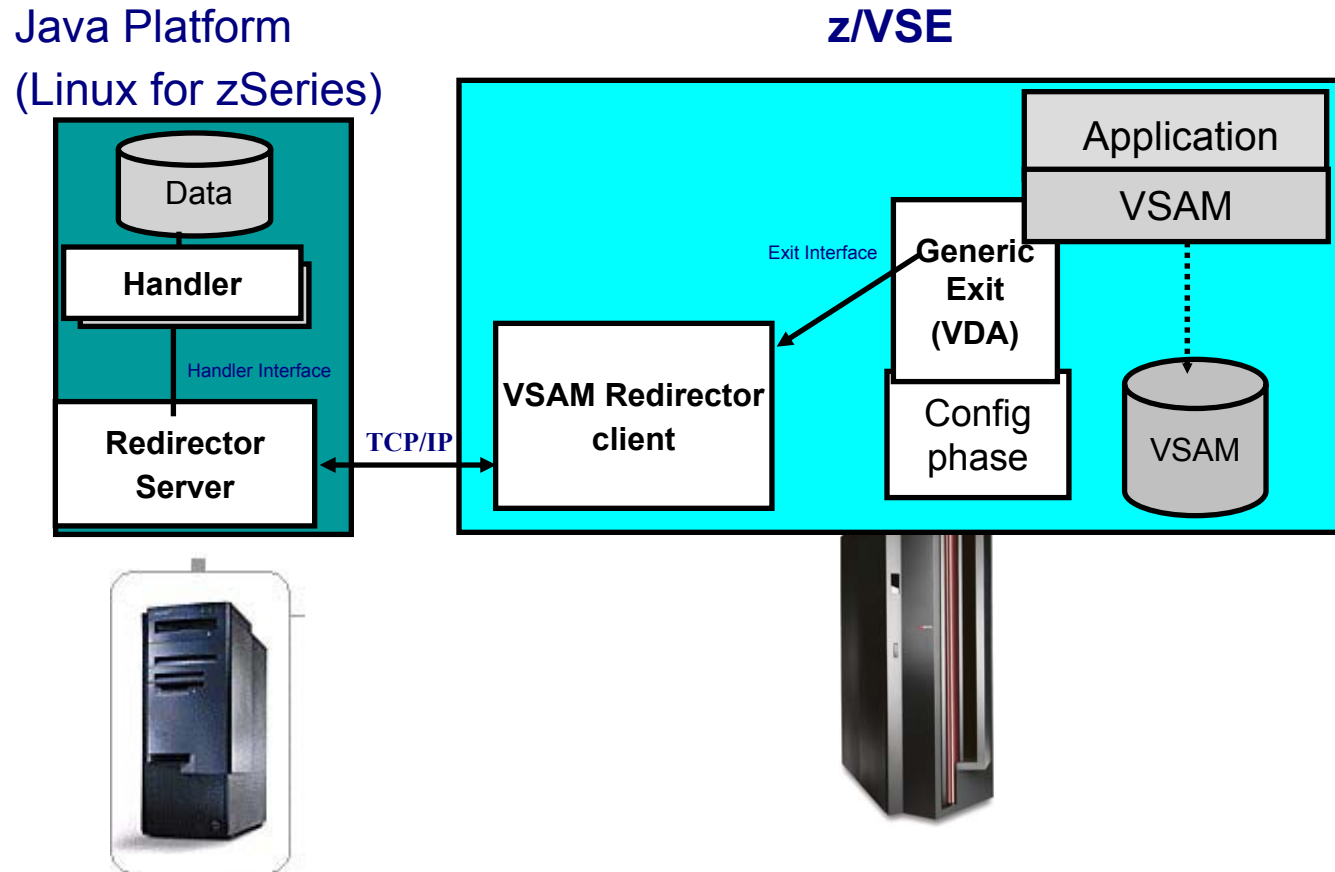 Java Platform
(Linux for zSeries)
z/VSE
Data
Handler
Handler Interface
Redirector
Server
TCP/IP
VSAM Redirector
client
Exit Interface
Generic
Exit
(VDA)
Config
phase
Application
VSAM
VSAM